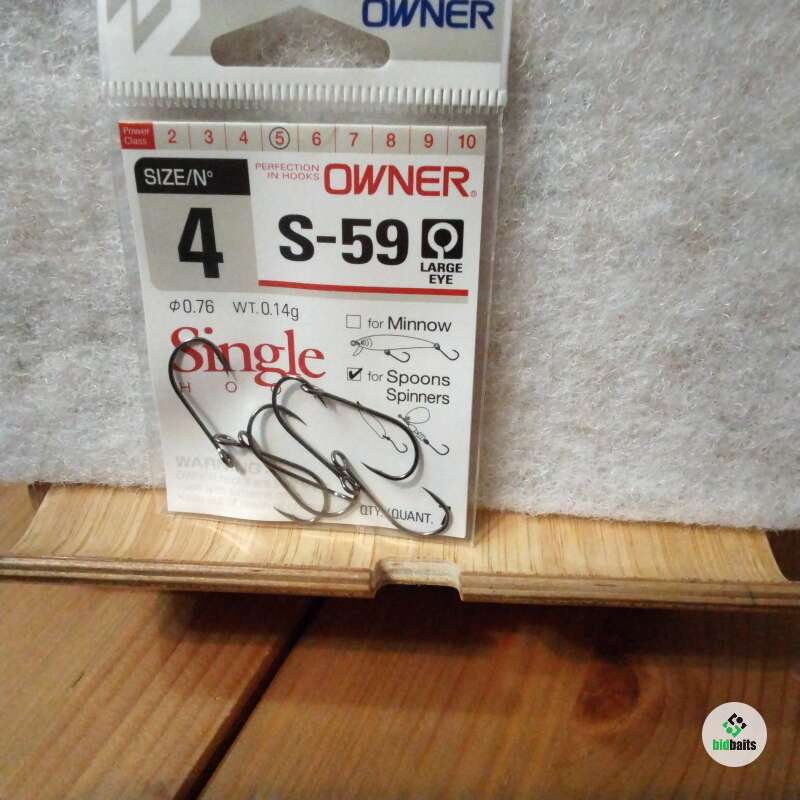 OWNER
Power Class 2 3 4 5 6 7 8 9 10
SIZE/Nº
4
PERFECTION IN HOOKS OWNER®
S-59
LARGE EYE
φ0.76 WT.0.14g
Single
for Minnow
for Spoons
Spinners
WARNING
QTY./QUANT.
bidbaits